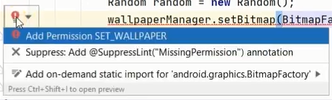 Random random = new Random();
wallpaperManager.setBitmap(BitmapFa
Add Permission SET_WALLPAPER
Suppress: Add @SuppressLint("MissingPermission") annotation
Add on-demand static import for 'android.graphics.BitmapFactory'
Press Ctrl+Shift+I to open preview